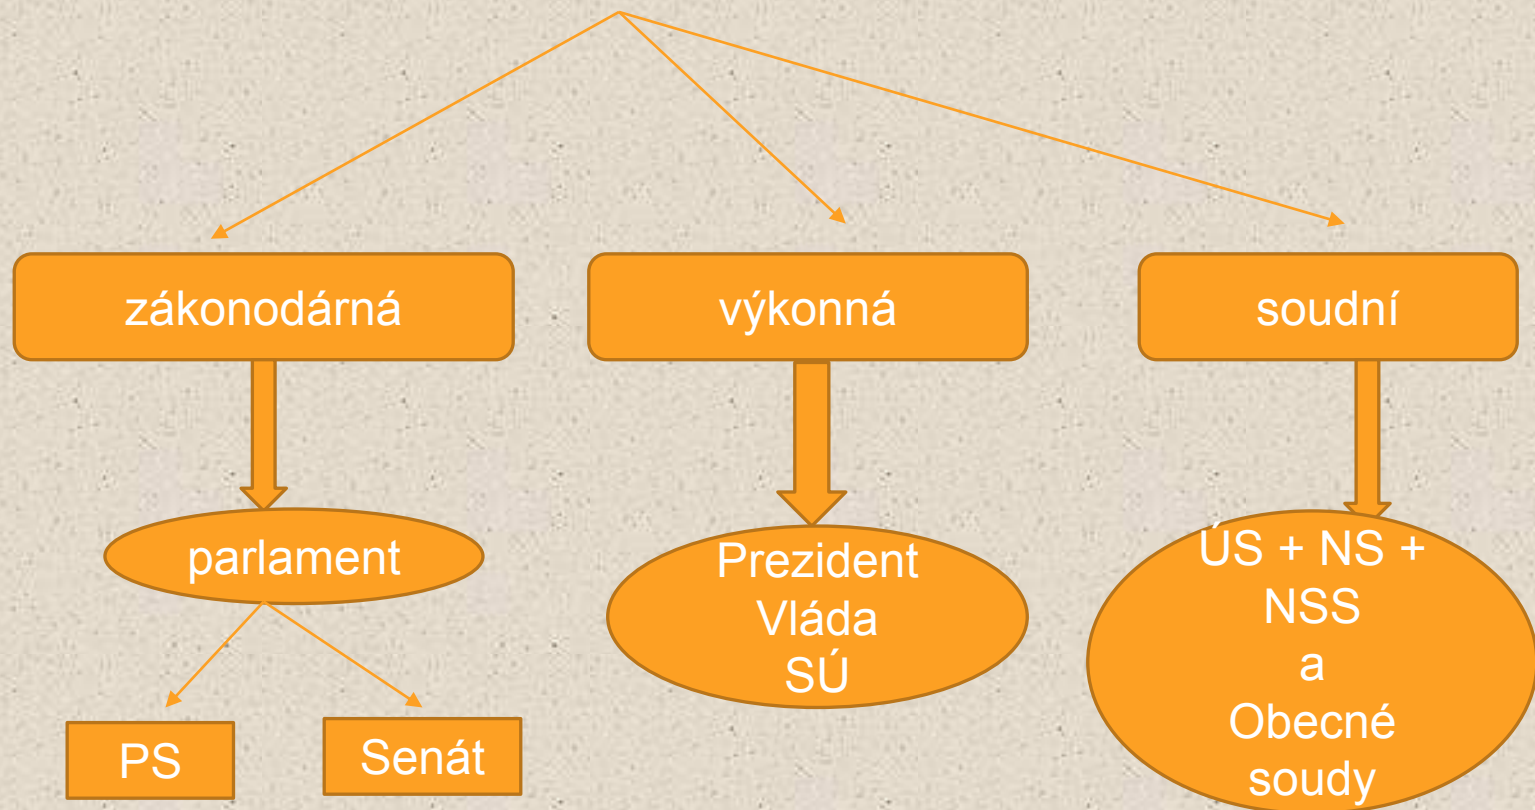 zákonodárná
výkonná
soudní
parlament
Prezident
Vláda
SÚ
ÚS + NS +
NSS
a
Obecné
soudy
PS
Senát